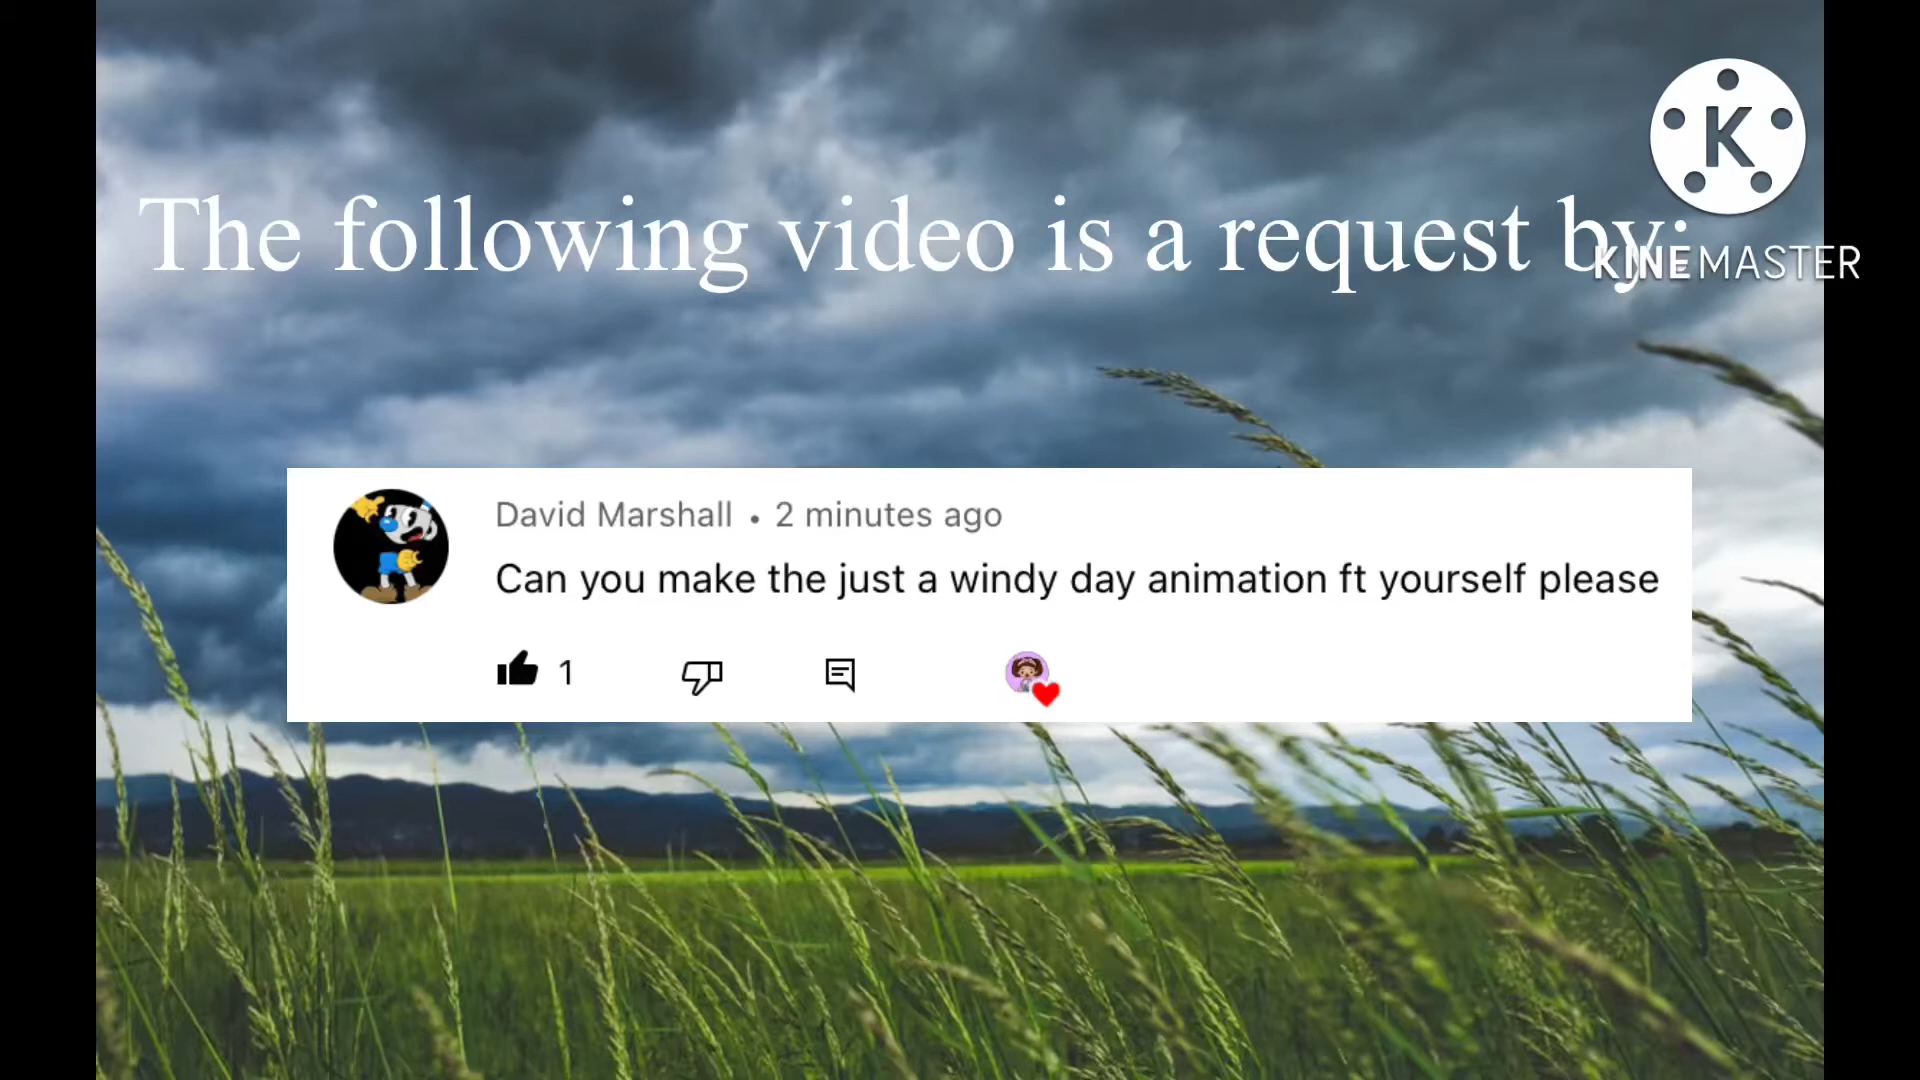 The following video is a request by:
K
KINEMASTER
David Marshall • 2 minutes ago
Can you make the just a windy day animation ft yourself please
1